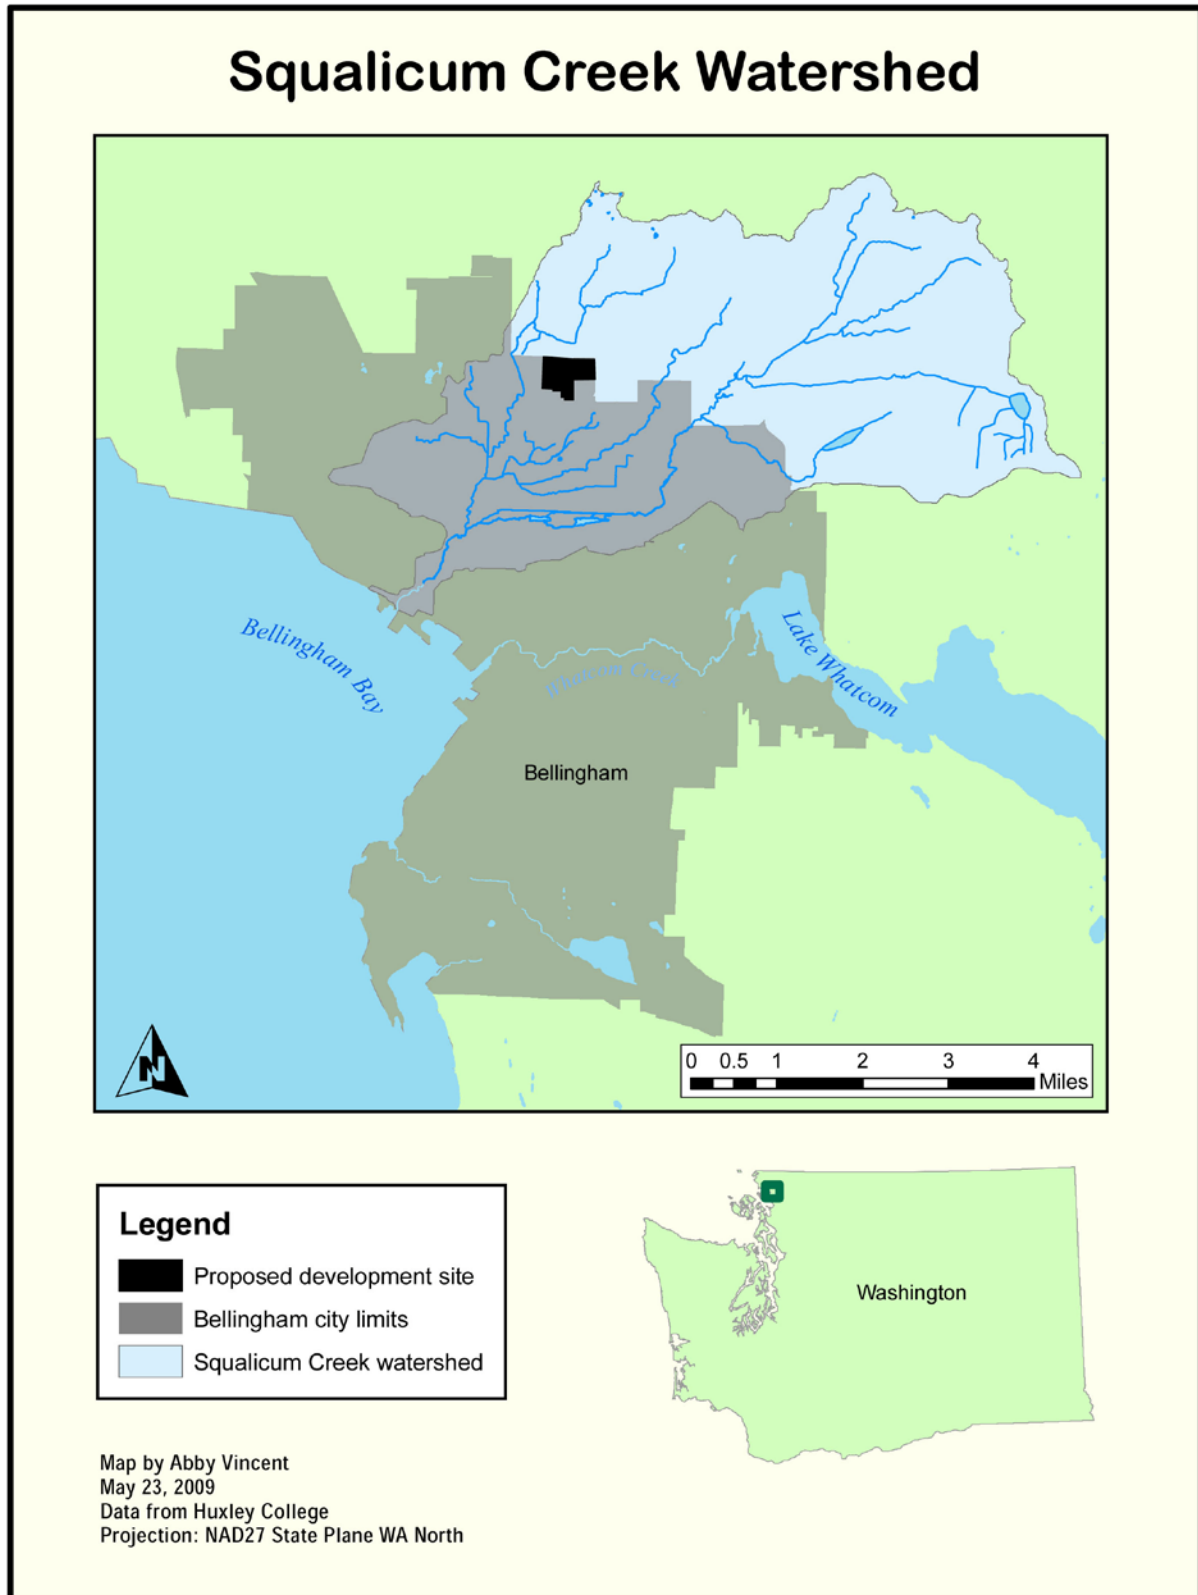 Squalicum Creek Watershed
Bellingham Bay
Lake Whatcom
Whatcom Creek
Bellingham
N
0 0.5 1 2 3 4
Miles
Legend
Proposed development site
Bellingham city limits
Squalicum Creek watershed
Washington
Map by Abby Vincent
May 23, 2009
Data from Huxley College
Projection: NAD27 State Plane WA North